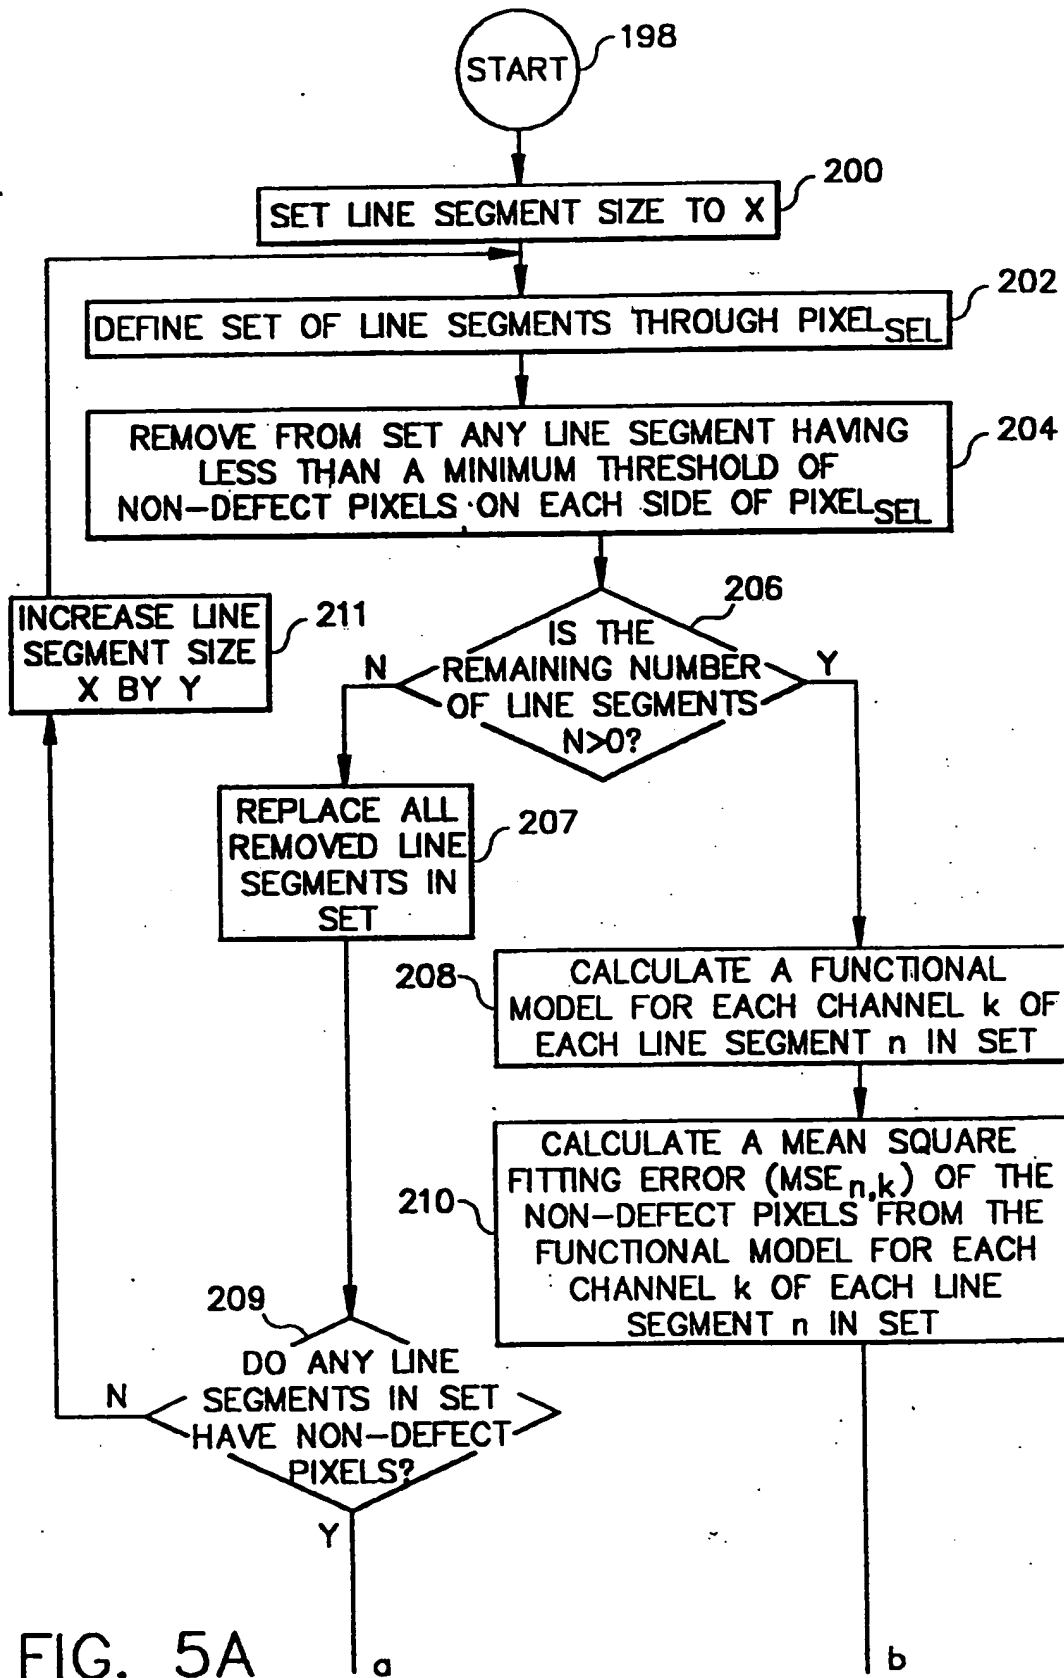 START
198
200
SET LINE SEGMENT SIZE TO X
202
DEFINE SET OF LINE SEGMENTS THROUGH PIXELSEL
REMOVE FROM SET ANY LINE SEGMENT HAVING
LESS THAN A MINIMUM THRESHOLD OF
NON-DEFECT PIXELS ON EACH SIDE OF PIXELSEL
204
INCREASE LINE
SEGMENT SIZE
X BY Y
211
206
IS THE
REMAINING NUMBER
OF LINE SEGMENTS
N>0?
N
Y
REPLACE ALL
REMOVED LINE
SEGMENTS IN
SET
207
208
CALCULATE A FUNCTIONAL
MODEL FOR EACH CHANNEL k OF
EACH LINE SEGMENT n IN SET
210
CALCULATE A MEAN SQUARE
FITTING ERROR (MSEn,k) OF THE
NON-DEFECT PIXELS FROM THE
FUNCTIONAL MODEL FOR EACH
CHANNEL k OF EACH LINE
SEGMENT n IN SET
209
DO ANY LINE
SEGMENTS IN SET
HAVE NON-DEFECT
PIXELS?
N
Y
FIG. 5A
a
b